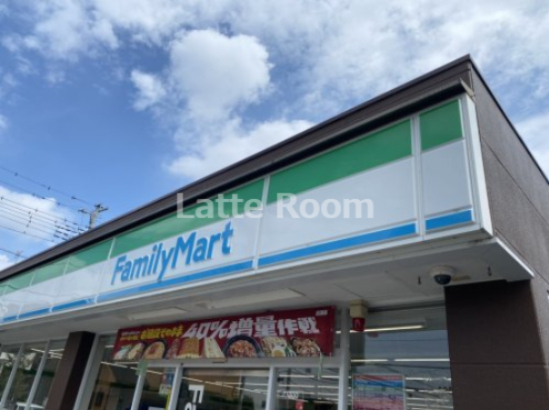 Latte Room
FamilyMart
40%増量作戦